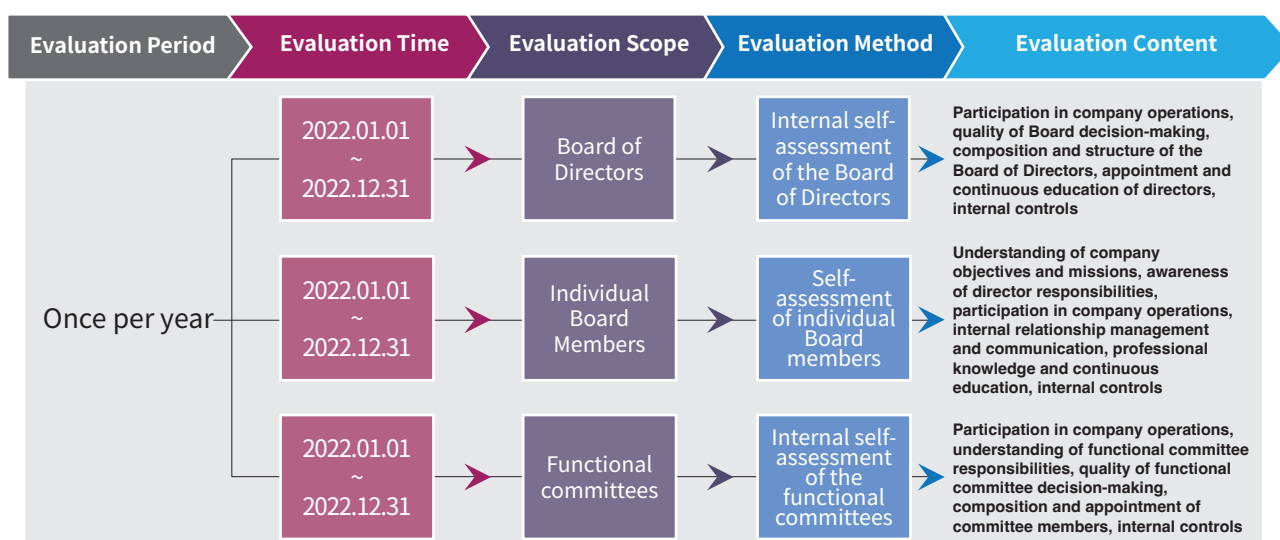 Evaluation Period
Evaluation Time
Evaluation Scope
Evaluation Method
Evaluation Content
Once per year
2022.01.01
~
2022.12.31
Board of
Directors
Internal self-
assessment
of the Board
of Directors
Participation in company operations,
quality of Board decision-making,
composition and structure of the
Board of Directors, appointment and
continuous education of directors,
internal controls
2022.01.01
~
2022.12.31
Individual
Board
Members
Self-
assessment
of individual
Board
members
Understanding of company
objectives and missions, awareness
of director responsibilities,
participation in company operations,
internal relationship management
and communication, professional
knowledge and continuous
education, internal controls
2022.01.01
~
2022.12.31
Functional
committees
Internal self-
assessment
of the
functional
committees
Participation in company operations,
understanding of functional committee
responsibilities, quality of functional
committee decision-making,
composition and appointment of
committee members, internal controls